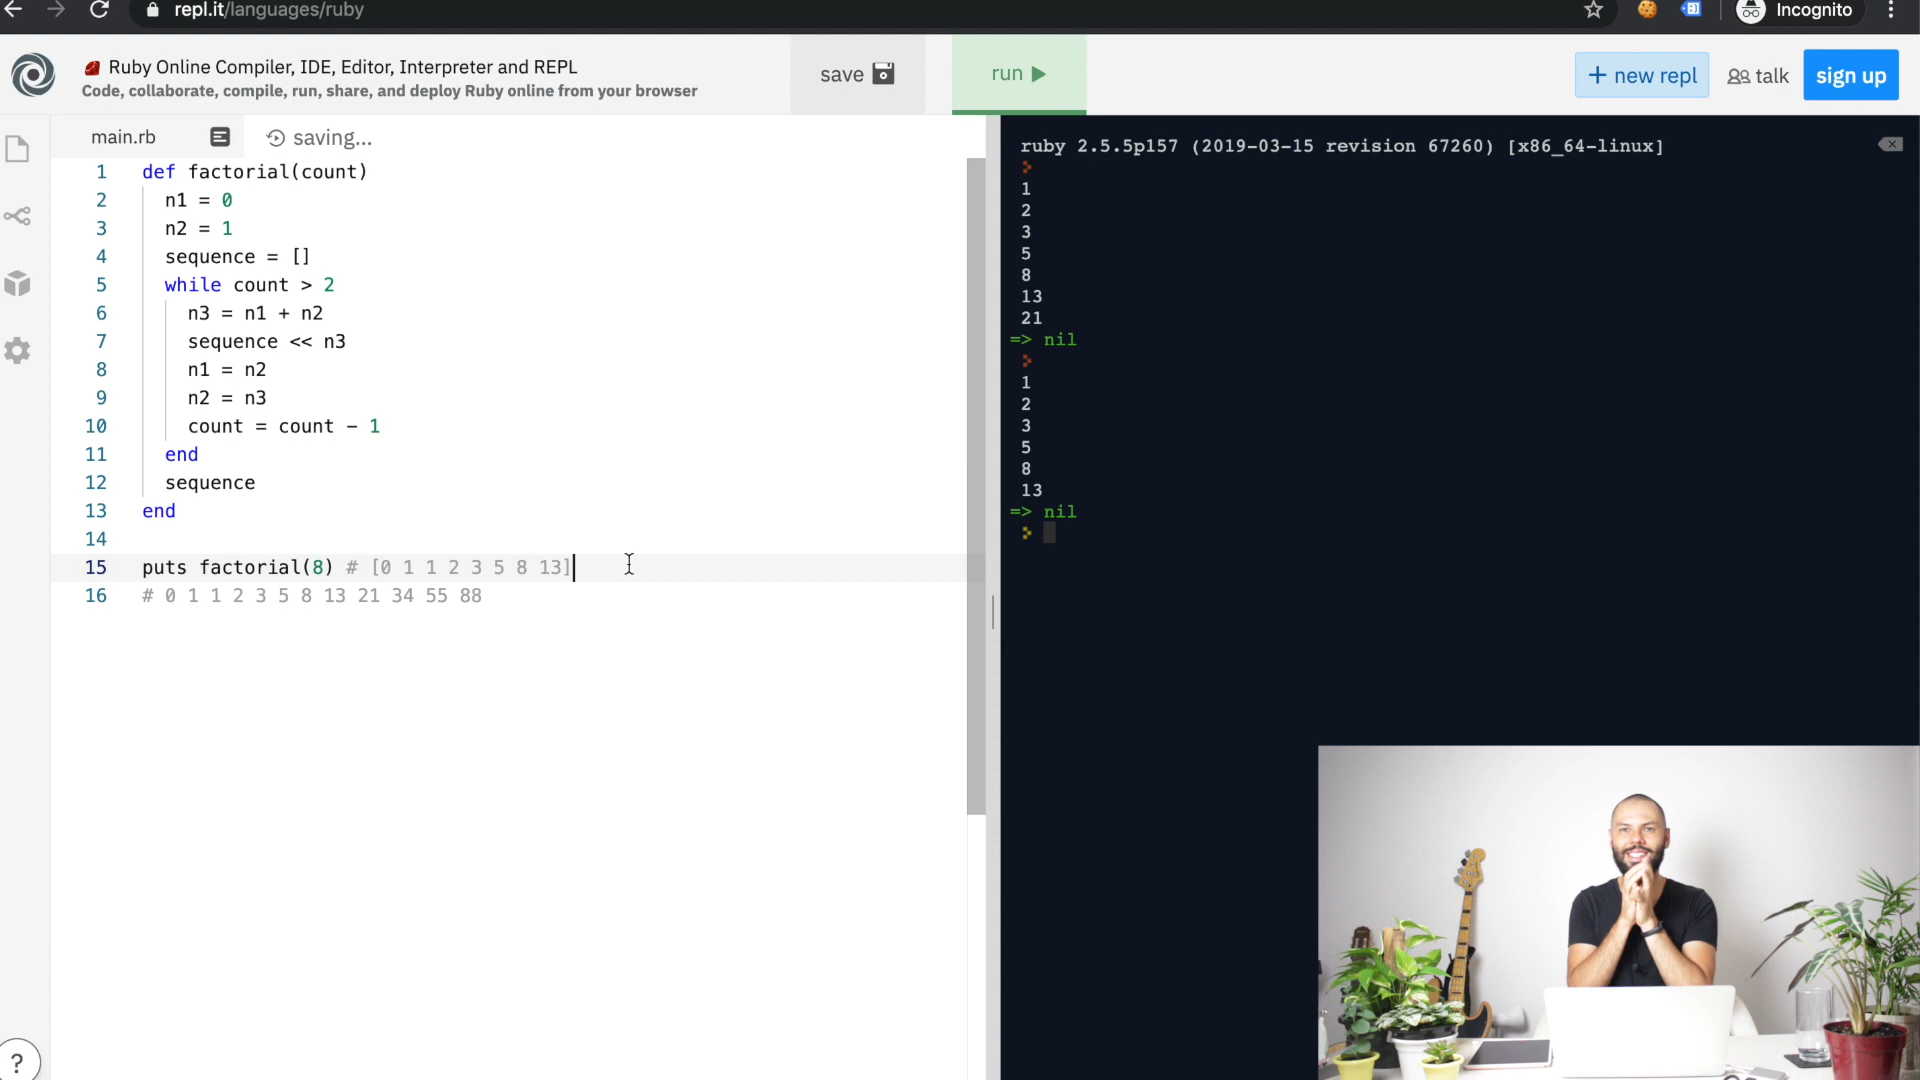 repl.it/languages/ruby
Incognito
Ruby Online Compiler, IDE, Editor, Interpreter and REPL
Code, collaborate, compile, run, share, and deploy Ruby online from your browser
save
run
+ new repl
talk
sign up
main.rb
saving...
1 def factorial(count)
2 n1 = 0
3 n2 = 1
4 sequence = []
5 while count > 2
6 n3 = n1 + n2
7 sequence << n3
8 n1 = n2
9 n2 = n3
10 count = count - 1
11 end
12 sequence
13 end
14
15 puts factorial(8) # [0 1 1 2 3 5 8 13]
16 # 0 1 1 2 3 5 8 13 21 34 55 88
?
ruby 2.5.5p157 (2019-03-15 revision 67260) [x86_64-linux]
1
2
3
5
8
13
21
=> nil
1
2
3
5
8
13
=> nil